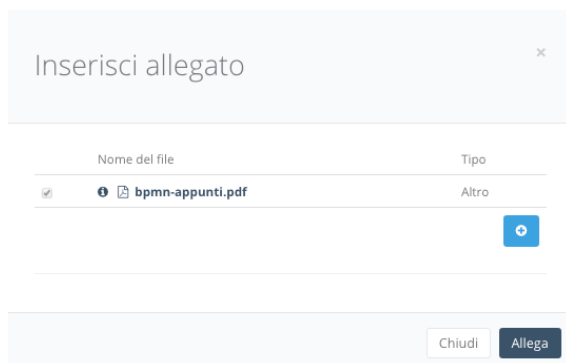 Inserisci allegato
×
Nome del file Tipo
bpmn-appunti.pdf Altro
Chiudi Allega